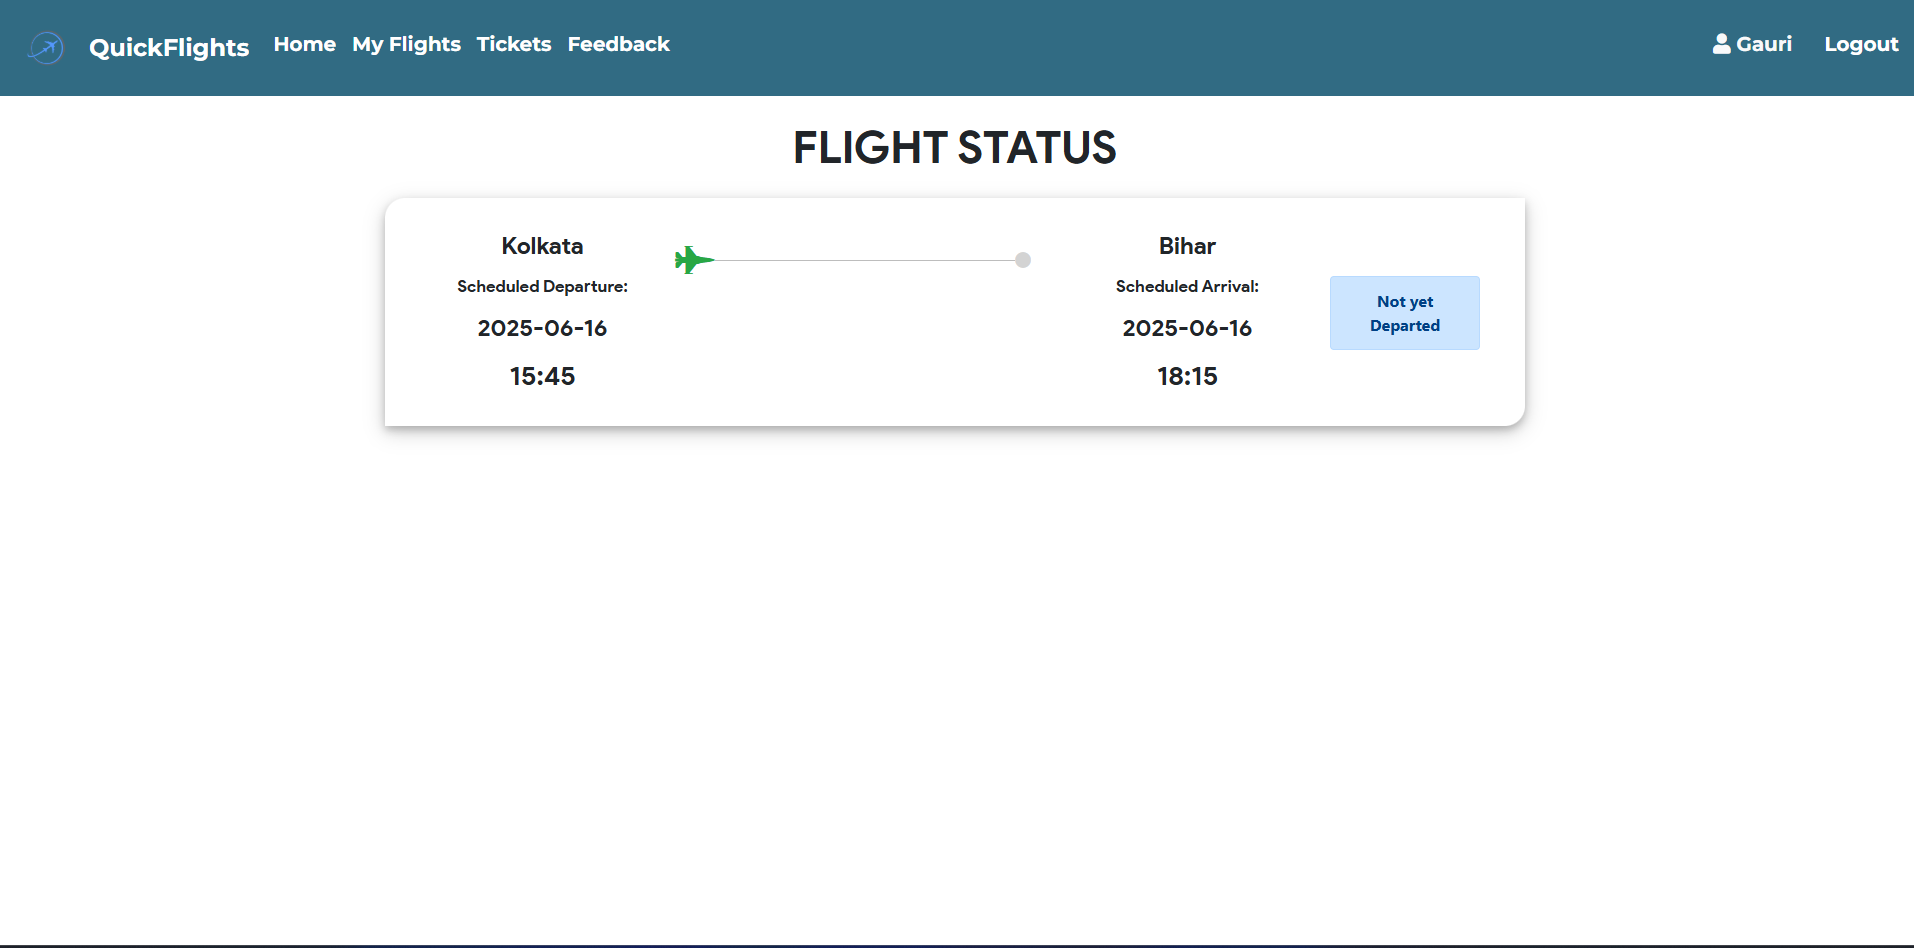 QuickFlights Home My Flights Tickets Feedback Gauri Logout
FLIGHT STATUS
Kolkata
Scheduled Departure:
2025-06-16
15:45
Bihar
Scheduled Arrival:
2025-06-16
18:15
Not yet
Departed